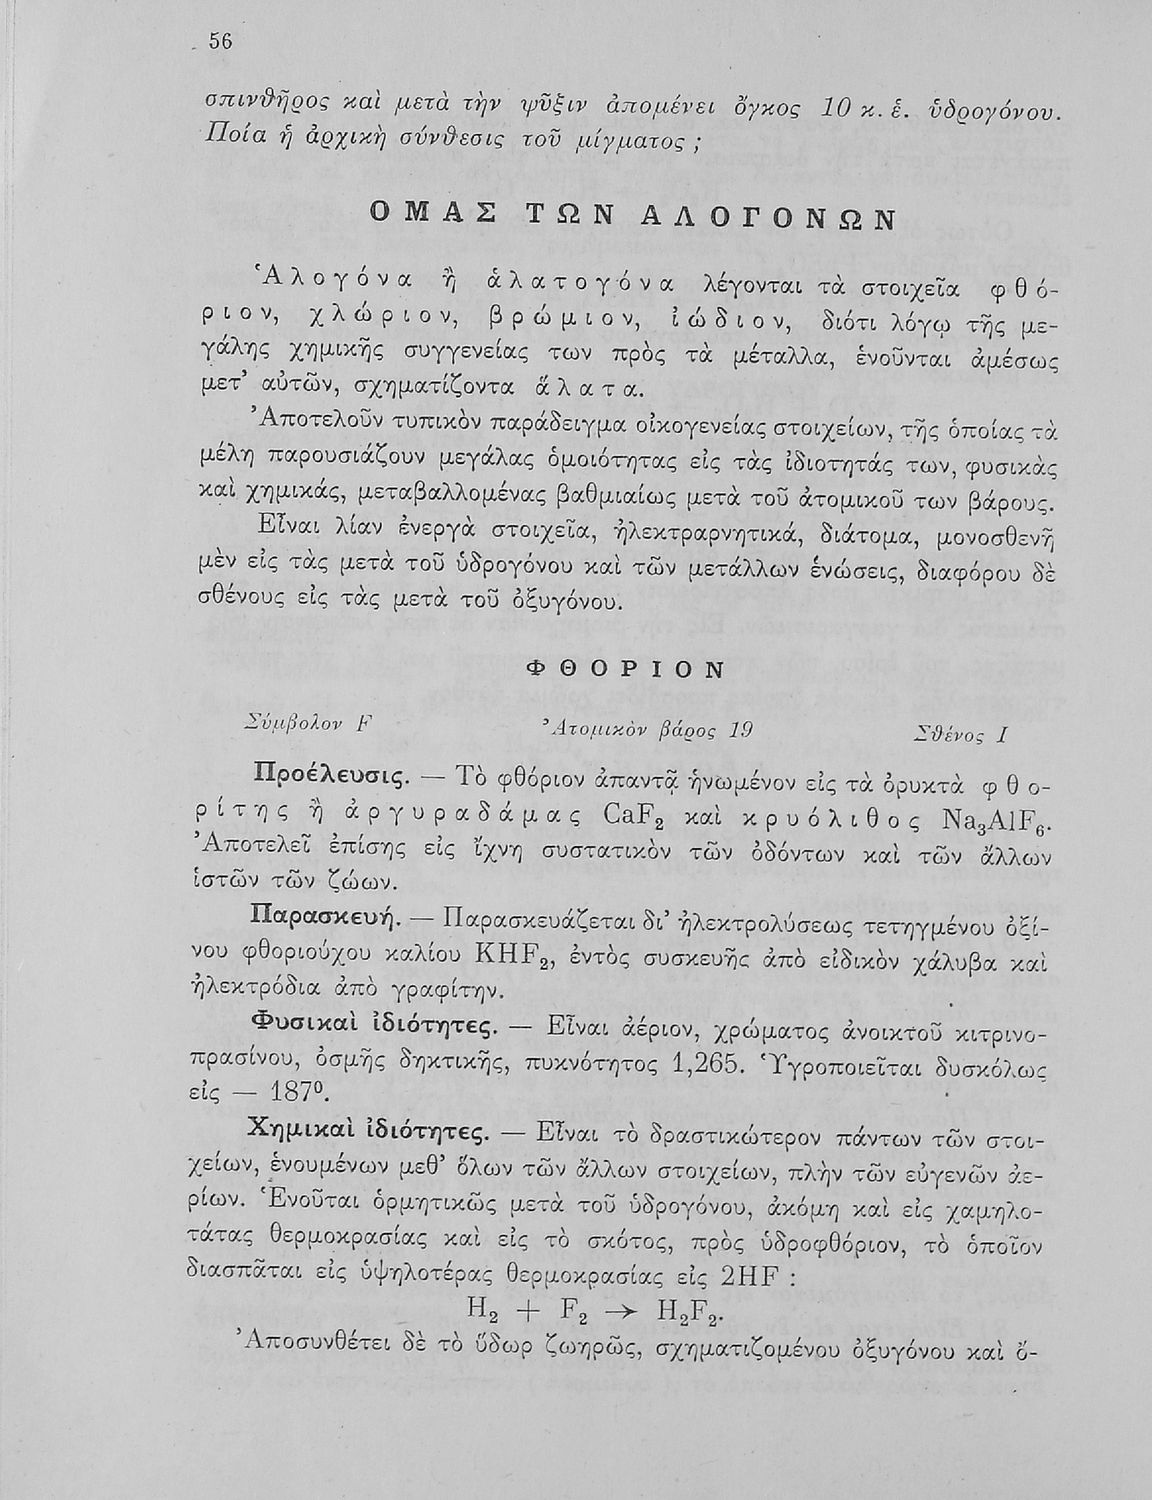 56
σπινθῆρος καὶ μετὰ τὴν ψῦξιν ἀπομένει ὄγκος 10 κ. ἑ. ὑδρογόνου.
Ποία ἡ ἀρχικὴ σύνθεσις τοῦ μίγματος ;
ΟΜΑΣ ΤΩΝ ΑΛΟΓΟΝΩΝ
Ἁλογόνα ἢ ἁλατογόνα λέγονται τὰ στοιχεῖα φθό-
ριον, χλώριον, βρώμιον, ἰώδιον, διότι λόγῳ τῆς με-
γάλης χημικῆς συγγενείας των πρὸς τὰ μέταλλα, ἑνοῦνται ἀμέσως
μετ’ αὐτῶν, σχηματίζοντα ἅλατα.
Ἀποτελοῦν τυπικὸν παράδειγμα οἰκογενείας στοιχείων, τῆς ὁποίας τὰ
μέλη παρουσιάζουν μεγάλας ὁμοιότητας εἰς τὰς ἰδιοτητάς των, φυσικὰς
καὶ χημικάς, μεταβαλλομένας βαθμιαίως μετὰ τοῦ ἀτομικοῦ των βάρους.
Εἶναι λίαν ἐνεργὰ στοιχεῖα, ἠλεκτραρνητικά, διάτομα, μονοσθενῆ
μὲν εἰς τὰς μετὰ τοῦ ὑδρογόνου καὶ τῶν μετάλλων ἑνώσεις, διαφόρου δὲ
σθένους εἰς τὰς μετὰ τοῦ ὀξυγόνου.
ΦΘΟΡΙΟΝ
Σύμβολον F Ἀτομικὸν βάρος 19 Σθένος I
Προέλευσις. — Τὸ φθόριον ἀπαντᾷ ἡνωμένον εἰς τὰ ὀρυκτὰ φθο-
ρίτης ἢ ἀργυραδάμας CaF₂ καὶ κρυόλιθος Na₃AlF₆.
Ἀποτελεῖ ἐπίσης εἰς ἴχνη συστατικὸν τῶν ὀδόντων καὶ τῶν ἄλλων
ἱστῶν τῶν ζώων.
Παρασκευή. — Παρασκευάζεται δι’ ἠλεκτρολύσεως τετηγμένου ὀξί-
νου φθοριούχου καλίου KHF₂, ἐντὸς συσκευῆς ἀπὸ εἰδικὸν χάλυβα καὶ
ἠλεκτρόδια ἀπὸ γραφίτην.
Φυσικαὶ ἰδιότητες. — Εἶναι ἀέριον, χρώματος ἀνοικτοῦ κιτρινο-
πρασίνου, ὀσμῆς δηκτικῆς, πυκνότητος 1,265. Ὑγροποιεῖται δυσκόλως
εἰς — 187⁰.
Χημικαὶ ἰδιότητες. — Εἶναι τὸ δραστικώτερον πάντων τῶν στοι-
χείων, ἑνουμένων μεθ’ ὅλων τῶν ἄλλων στοιχείων, πλὴν τῶν εὐγενῶν ἀε-
ρίων. Ἑνοῦται ὁρμητικῶς μετὰ τοῦ ὑδρογόνου, ἀκόμη καὶ εἰς χαμηλο-
τάτας θερμοκρασίας καὶ εἰς τὸ σκότος, πρὸς ὑδροφθόριον, τὸ ὁποῖον
διασπᾶται εἰς ὑψηλοτέρας θερμοκρασίας εἰς 2HF :
H₂ + F₂ → H₂F₂.
Ἀποσυνθέτει δὲ τὸ ὕδωρ ζωηρῶς, σχηματιζομένου ὀξυγόνου καὶ ὄ-